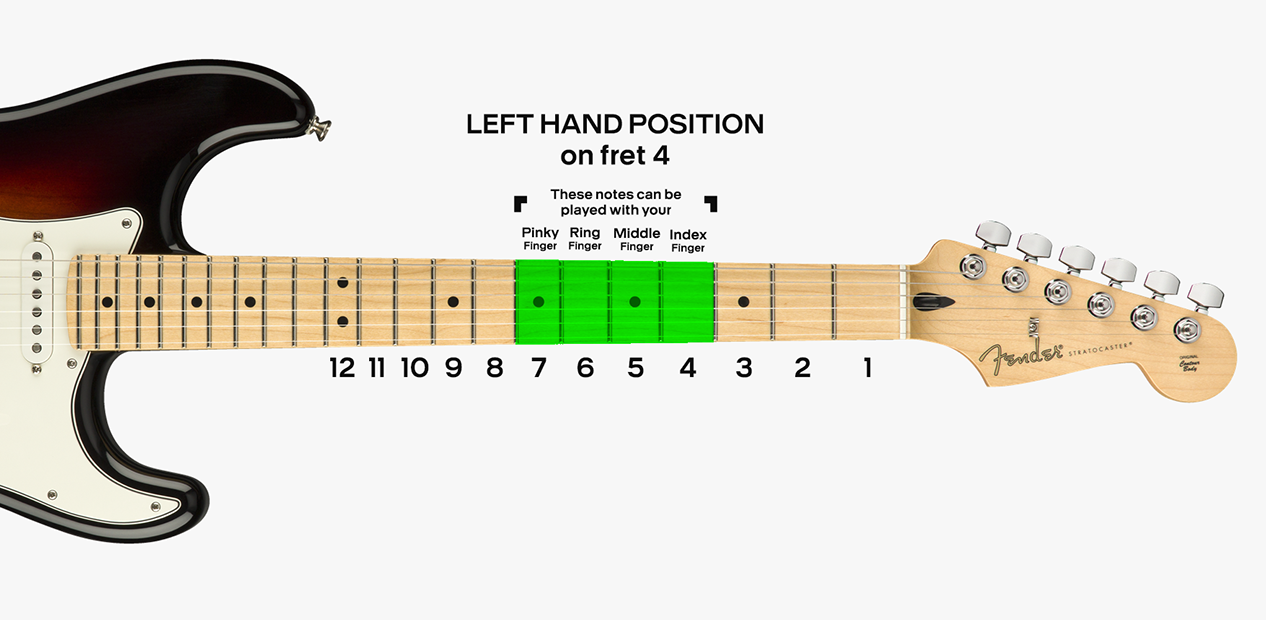 LEFT HAND POSITION
on fret 4
These notes can be
played with your
Pinky Finger
Ring Finger
Middle Finger
Index Finger
12 11 10 9 8 7 6 5 4 3 2 1
Fender STRATOCASTER®
ORIGINAL
Contour
Body